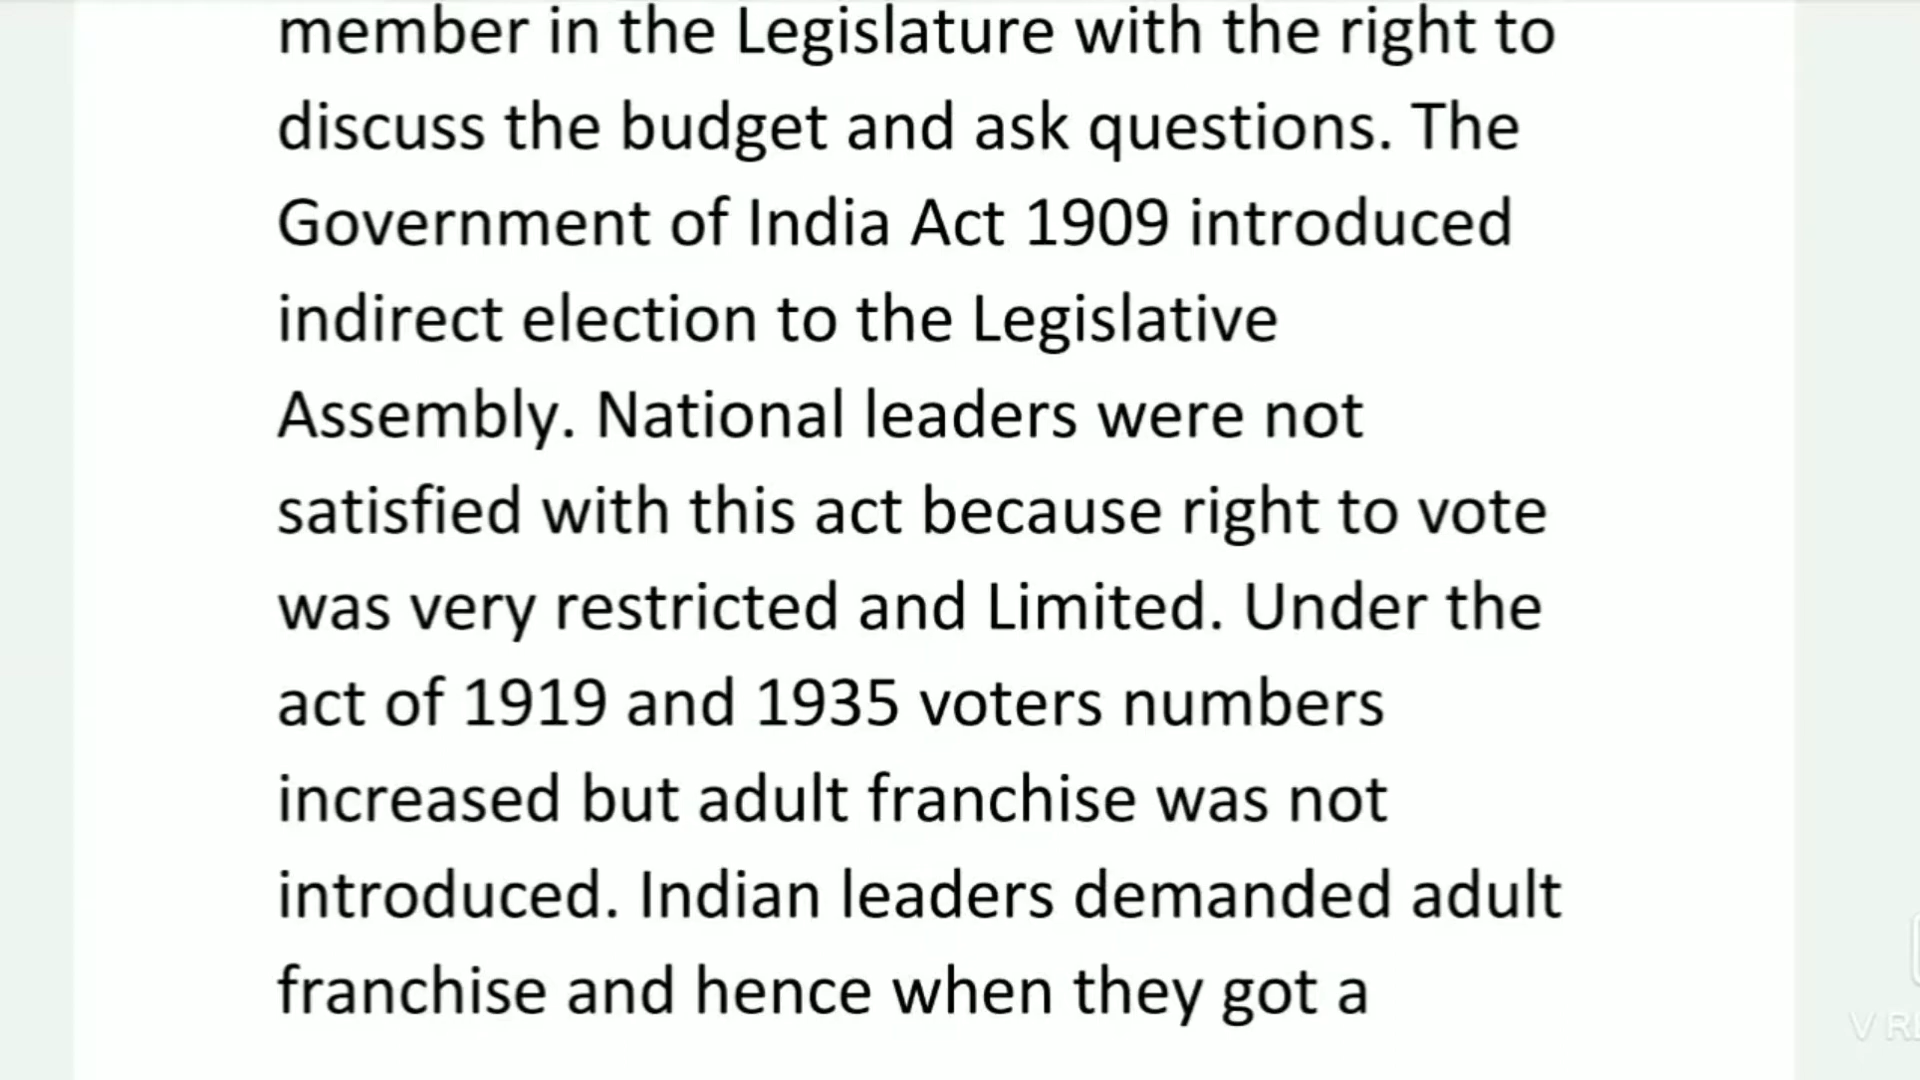 member in the Legislature with the right to
discuss the budget and ask questions. The
Government of India Act 1909 introduced
indirect election to the Legislative
Assembly. National leaders were not
satisfied with this act because right to vote
was very restricted and Limited. Under the
act of 1919 and 1935 voters numbers
increased but adult franchise was not
introduced. Indian leaders demanded adult
franchise and hence when they got a